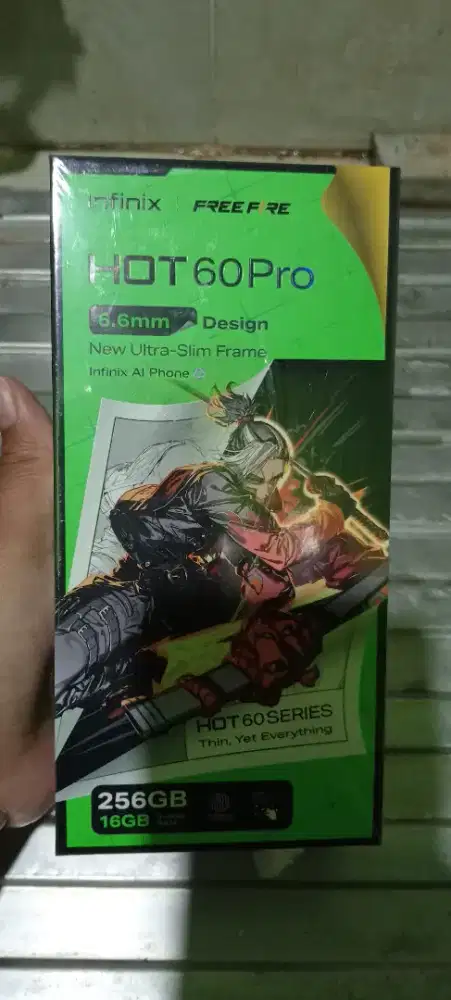 Infinix FREE FIRE
HOT 60 Pro
6.6mm Design
New Ultra-Slim Frame
Infinix AI Phone
HOT 60 SERIES
Thin, Yet Everything
256GB
16GB